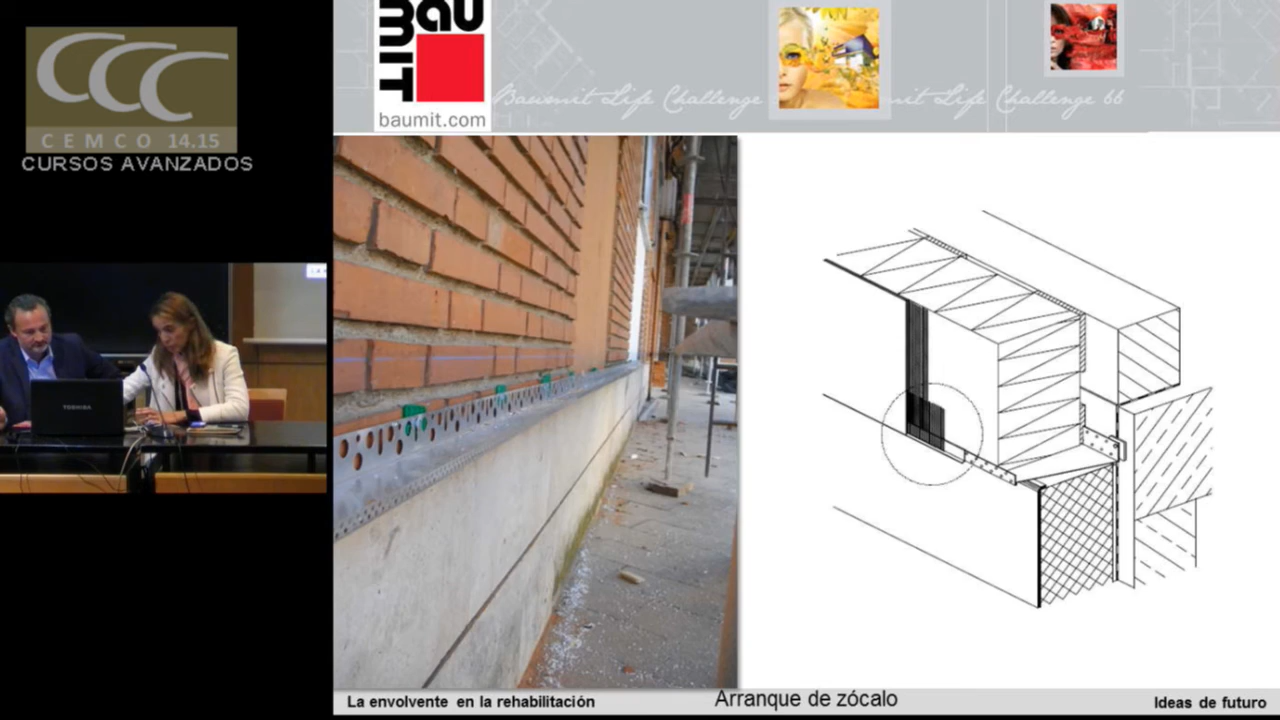 CCC
CEMCO 14.15
CURSOS AVANZADOS
bauMIT
baumit.com
Baumit Life Challenge
mit Life Challenge 66
TOSHIBA
La envolvente en la rehabilitación
Arranque de zócalo
Ideas de futuro